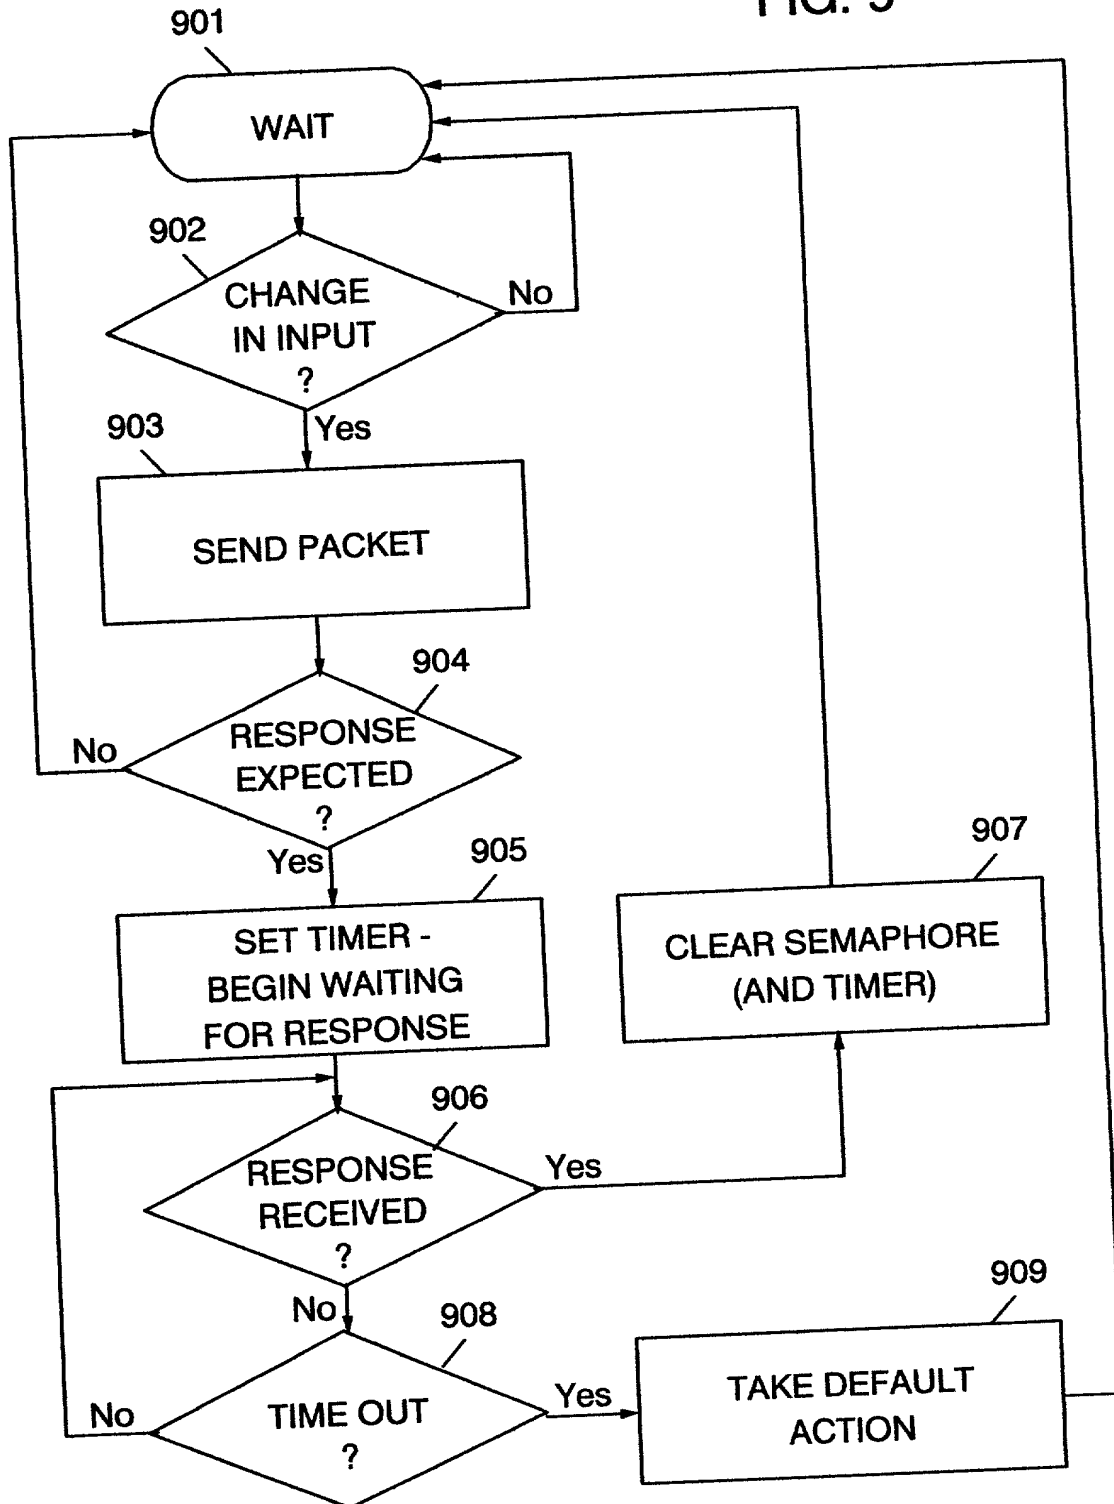 FIG. 9
901
WAIT
902
CHANGE
IN INPUT
?
No
Yes
903
SEND PACKET
904
RESPONSE
EXPECTED
?
No
Yes
905
SET TIMER -
BEGIN WAITING
FOR RESPONSE
907
CLEAR SEMAPHORE
(AND TIMER)
906
RESPONSE
RECEIVED
?
Yes
No
908
TIME OUT
?
No
Yes
909
TAKE DEFAULT
ACTION